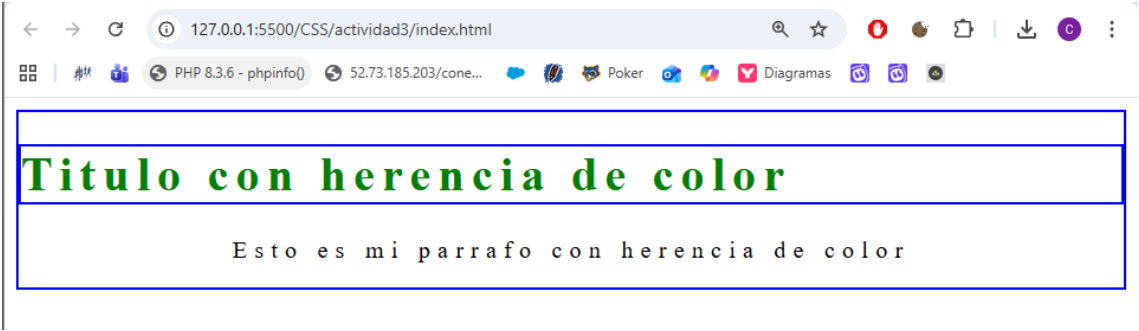 127.0.0.1:5500/CSS/actividad3/index.html
C
PHP 8.3.6 - phpinfo() 52.73.185.203/cone... Poker Diagramas
Titulo con herencia de color
Esto es mi parrafo con herencia de color